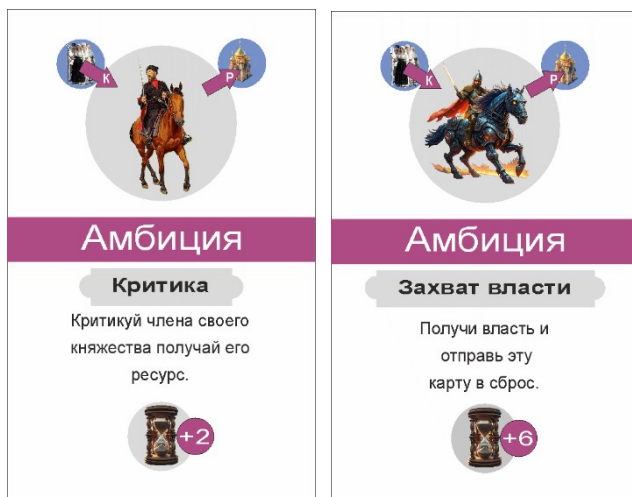 К
Р
Амбиция
Критика
Критикуй члена своего
княжества получай его
ресурс.
+2
К
Р
Амбиция
Захват власти
Получи власть и
отправь эту
карту в сброс.
+6